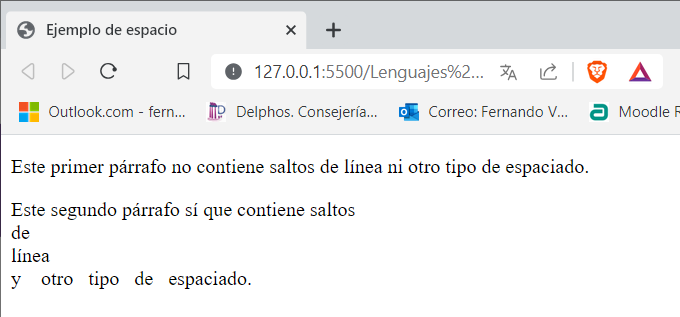 Ejemplo de espacio
127.0.0.1:5500/Lenguajes%2...
Outlook.com - fern... Delphos. Consejería... Correo: Fernando V... Moodle R
Este primer párrafo no contiene saltos de línea ni otro tipo de espaciado.
Este segundo párrafo sí que contiene saltos
de
línea
y    otro   tipo   de   espaciado.